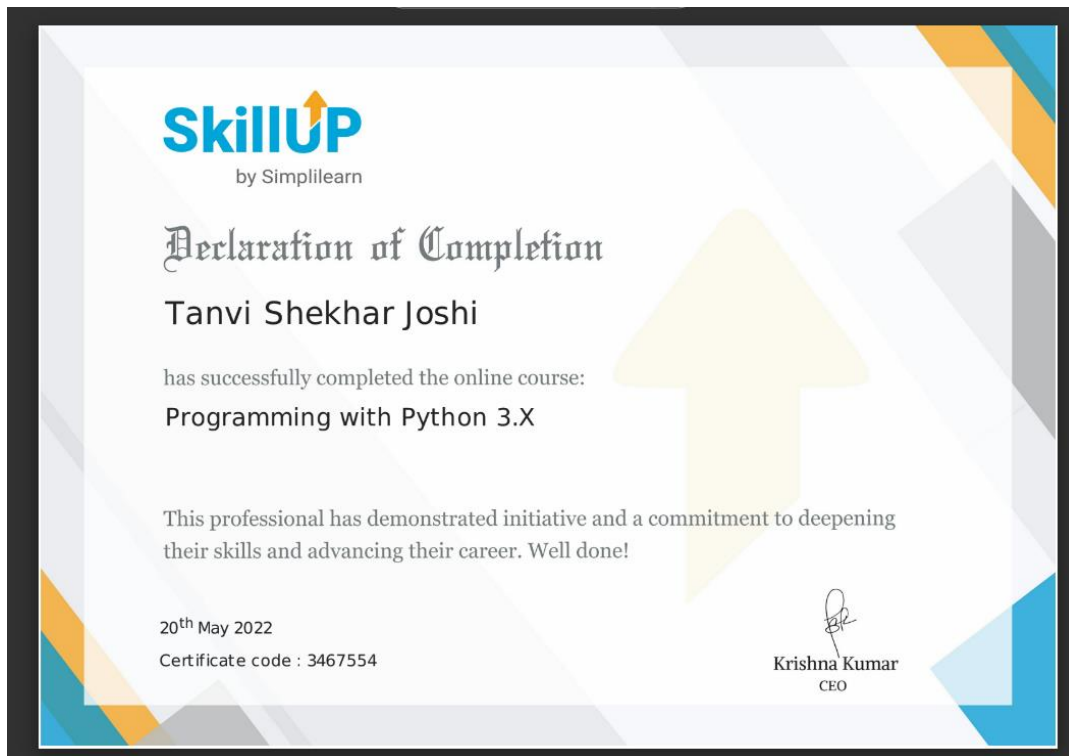 SkillUP
by Simplilearn
Declaration of Completion
Tanvi Shekhar Joshi
has successfully completed the online course:
Programming with Python 3.X
This professional has demonstrated initiative and a commitment to deepening
their skills and advancing their career. Well done!
20th May 2022
Certificate code : 3467554
Krishna Kumar
CEO